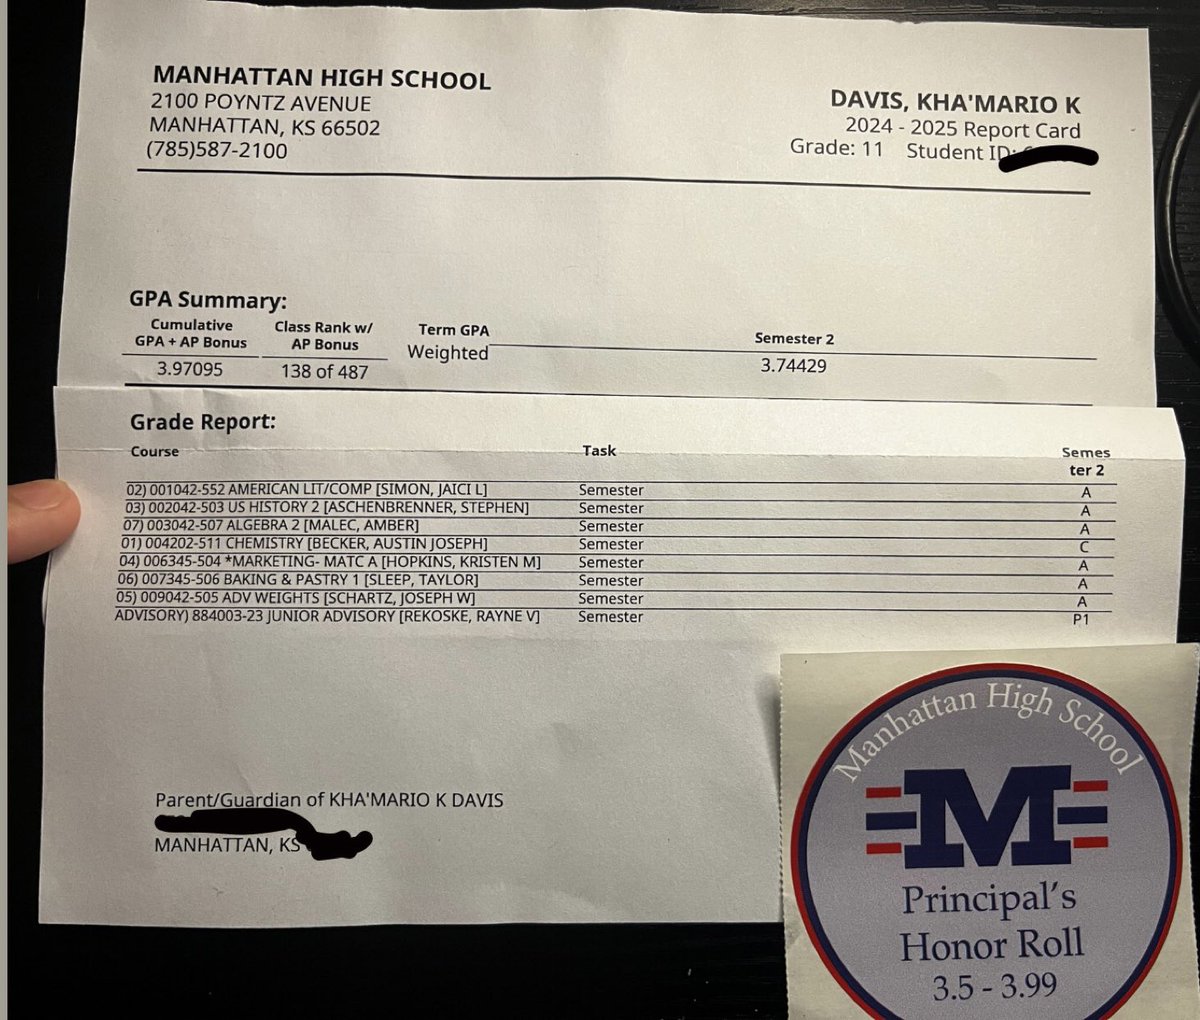 MANHATTAN HIGH SCHOOL
2100 POYNTZ AVENUE
MANHATTAN, KS 66502
(785)587-2100
DAVIS, KHA'MARIO K
2024 - 2025 Report Card
Grade: 11 Student ID:
GPA Summary:
Cumulative GPA + AP Bonus
Class Rank w/ AP Bonus
Term GPA
Semester 2
3.97095
138 of 487
Weighted
3.74429
Grade Report:
Course Task Semes
ter 2
02) 001042-552 AMERICAN LIT/COMP [SIMON, JAICI L] Semester A
03) 002042-503 US HISTORY 2 [ASCHENBRENNER, STEPHEN] Semester A
07) 003042-507 ALGEBRA 2 [MALEC, AMBER] Semester A
01) 004202-511 CHEMISTRY [BECKER, AUSTIN JOSEPH] Semester C
04) 006345-504 *MARKETING- MATC A [HOPKINS, KRISTEN M] Semester A
06) 007345-506 BAKING & PASTRY 1 [SLEEP, TAYLOR] Semester A
05) 009042-505 ADV WEIGHTS [SCHARTZ, JOSEPH W] Semester A
ADVISORY) 884003-23 JUNIOR ADVISORY [REKOSKE, RAYNE V] Semester P1
Parent/Guardian of KHA'MARIO K DAVIS
MANHATTAN, KS
Manhattan High School
M
Principal's
Honor Roll
3.5 - 3.99